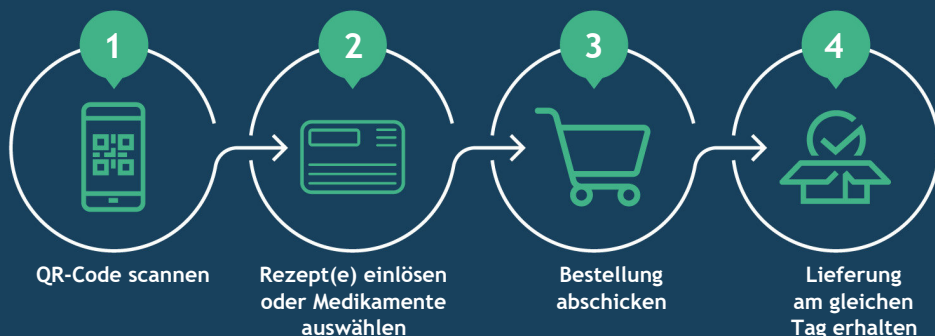 1
2
3
4
QR-Code scannen
Rezept(e) einlösen
oder Medikamente
auswählen
Bestellung
abschicken
Lieferung
am gleichen
Tag erhalten